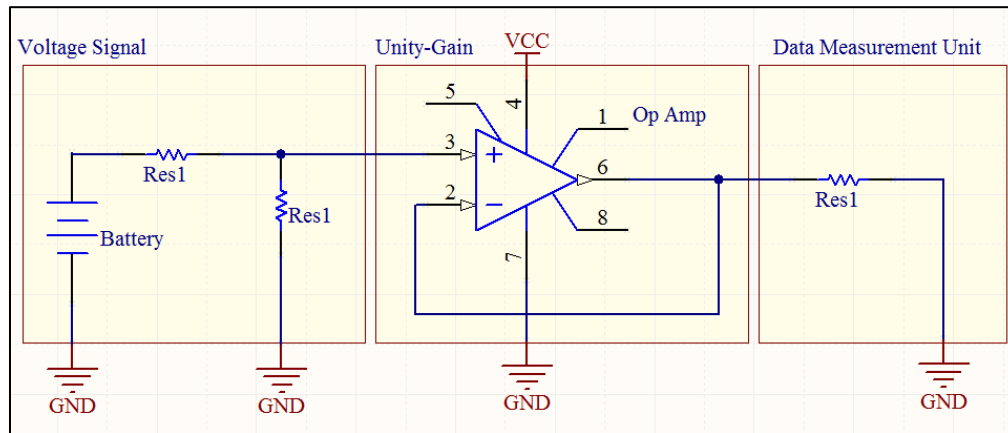 Voltage Signal
Unity-Gain
VCC
Data Measurement Unit
5
4
1
Op Amp
3
+
6
Res1
2
−
Res1
Res1
8
Battery
7
GND
GND
GND
GND